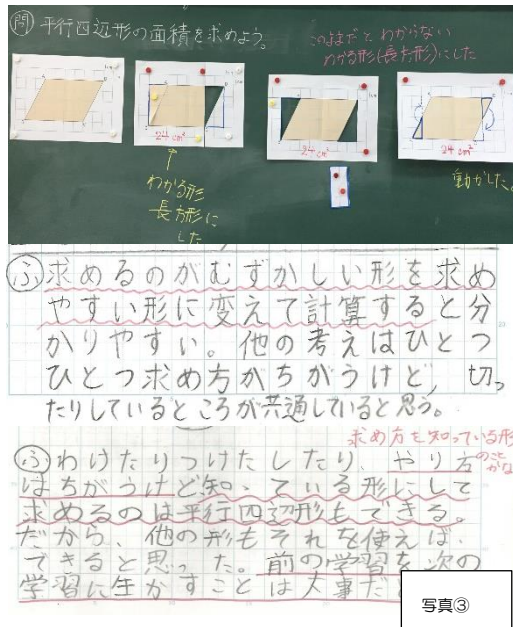 問 平行四辺形の面積を求めよう。
このままだとわからない
わかる形(長方形)にした
24cm²
24cm²
24cm²
わかる形
長方形に
した
動かした。
ふ 求めるのがむずかしい形を求め
やすい形に変えて計算すると分
かりやすい。他の考えはひとつ
ひとつ求め方がちがうけど、切っ
たりしているところが共通していると思う。
求め方を知っている形
のこと
かな
ふ わけたりつけたしたり、やり方
はちがうけど知っている形にして
求めるのは平行四辺形もできる。
だから、他の形もそれを使えば、
できると思った。前の学習を次の
学習に生かすことは大事だ
写真③